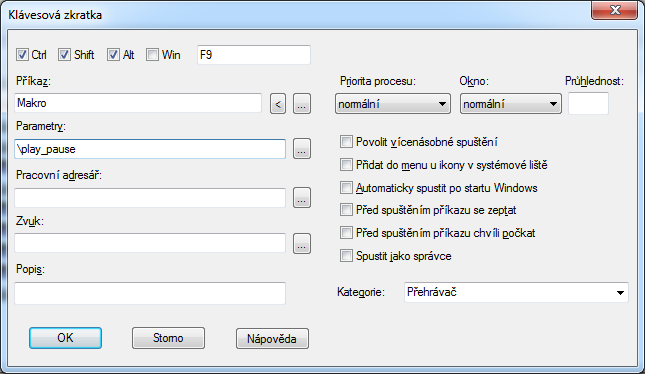 Klávesová zkratka
Ctrl Shift Alt Win F9
Příkaz:
Makro < ...
Parametry:
\play_pause ...
Pracovní adresář:
...
Zvuk:
...
Popis:
Priorita procesu: Okno: Průhlednost:
normální normální
Povolit vícenásobné spuštění
Přidat do menu u ikony v systémové liště
Automaticky spustit po startu Windows
Před spuštěním příkazu se zeptat
Před spuštěním příkazu chvíli počkat
Spustit jako správce
Kategorie: Přehrávač
OK Storno Nápověda